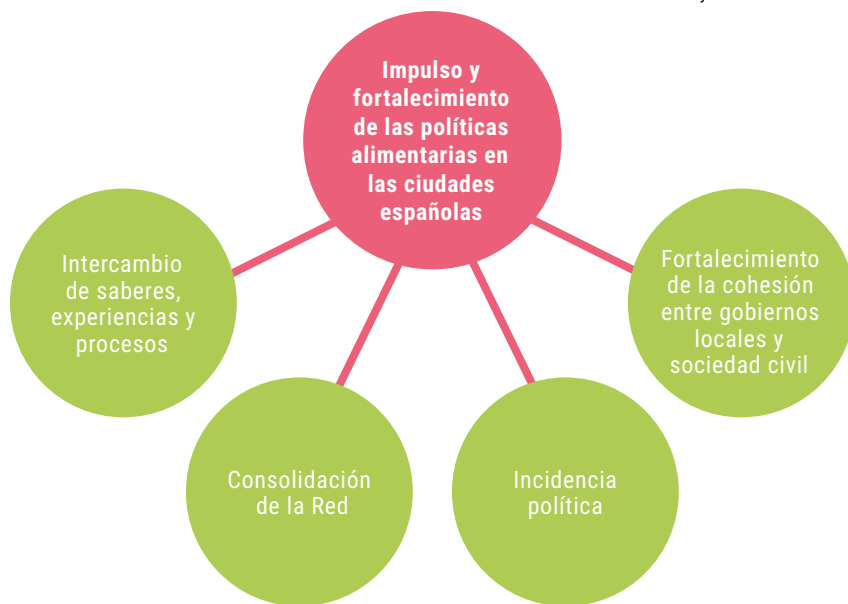 Impulso y
fortalecimiento
de las políticas
alimentarias en
las ciudades
españolas
Intercambio
de saberes,
experiencias y
procesos
Fortalecimiento
de la cohesión
entre gobiernos
locales y
sociedad civil
Consolidación
de la Red
Incidencia
política